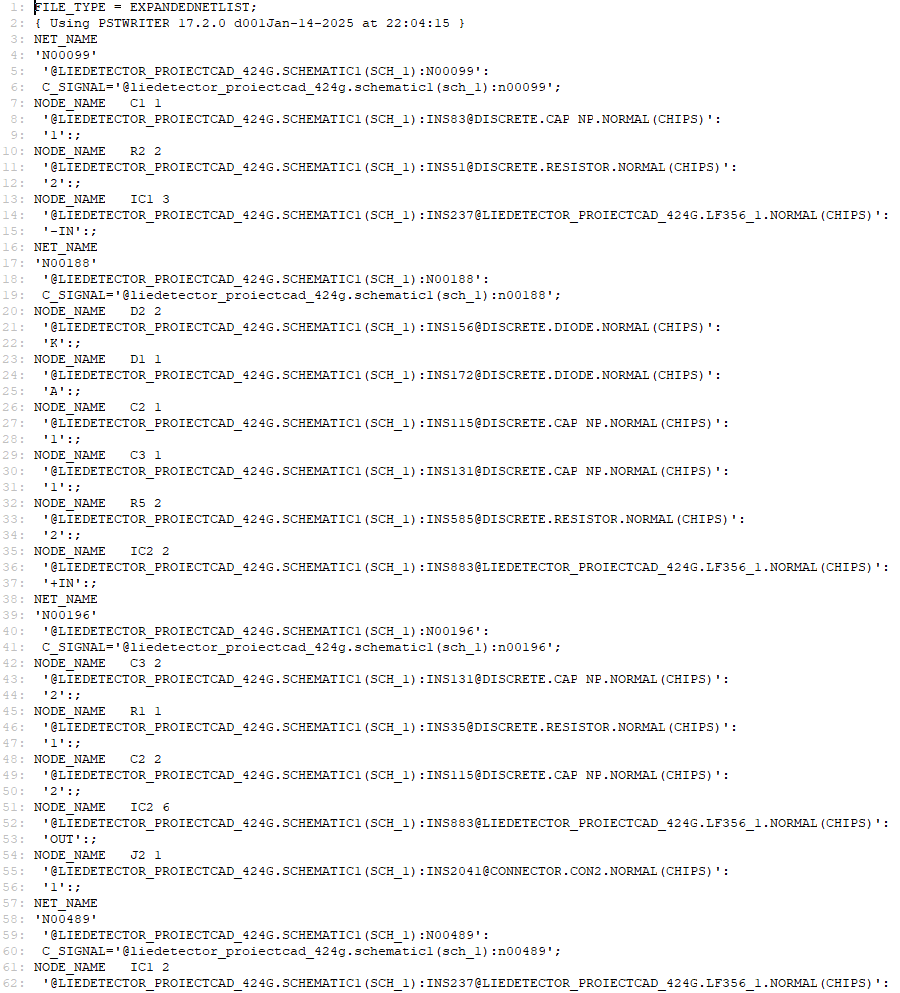 1: FILE_TYPE = EXPANDEDNETLIST;
2: { Using PSTWRITER 17.2.0 d001Jan-14-2025 at 22:04:15 }
3: NET_NAME
4: 'N00099'
5:  '@LIEDETECTOR_PROIECTCAD_424G.SCHEMATIC1(SCH_1):N00099':
6:  C_SIGNAL='@liedetector_proiectcad_424g.schematic1(sch_1):n00099';
7: NODE_NAME   C1 1
8:  '@LIEDETECTOR_PROIECTCAD_424G.SCHEMATIC1(SCH_1):INS83@DISCRETE.CAP NP.NORMAL(CHIPS)':
9:  '1':;
10: NODE_NAME   R2 2
11:  '@LIEDETECTOR_PROIECTCAD_424G.SCHEMATIC1(SCH_1):INS51@DISCRETE.RESISTOR.NORMAL(CHIPS)':
12:  '2':;
13: NODE_NAME   IC1 3
14:  '@LIEDETECTOR_PROIECTCAD_424G.SCHEMATIC1(SCH_1):INS237@LIEDETECTOR_PROIECTCAD_424G.LF356_1.NORMAL(CHIPS)':
15:  '-IN':;
16: NET_NAME
17: 'N00188'
18:  '@LIEDETECTOR_PROIECTCAD_424G.SCHEMATIC1(SCH_1):N00188':
19:  C_SIGNAL='@liedetector_proiectcad_424g.schematic1(sch_1):n00188';
20: NODE_NAME   D2 2
21:  '@LIEDETECTOR_PROIECTCAD_424G.SCHEMATIC1(SCH_1):INS156@DISCRETE.DIODE.NORMAL(CHIPS)':
22:  'K':;
23: NODE_NAME   D1 1
24:  '@LIEDETECTOR_PROIECTCAD_424G.SCHEMATIC1(SCH_1):INS172@DISCRETE.DIODE.NORMAL(CHIPS)':
25:  'A':;
26: NODE_NAME   C2 1
27:  '@LIEDETECTOR_PROIECTCAD_424G.SCHEMATIC1(SCH_1):INS115@DISCRETE.CAP NP.NORMAL(CHIPS)':
28:  '1':;
29: NODE_NAME   C3 1
30:  '@LIEDETECTOR_PROIECTCAD_424G.SCHEMATIC1(SCH_1):INS131@DISCRETE.CAP NP.NORMAL(CHIPS)':
31:  '1':;
32: NODE_NAME   R5 2
33:  '@LIEDETECTOR_PROIECTCAD_424G.SCHEMATIC1(SCH_1):INS585@DISCRETE.RESISTOR.NORMAL(CHIPS)':
34:  '2':;
35: NODE_NAME   IC2 2
36:  '@LIEDETECTOR_PROIECTCAD_424G.SCHEMATIC1(SCH_1):INS883@LIEDETECTOR_PROIECTCAD_424G.LF356_1.NORMAL(CHIPS)':
37:  '+IN':;
38: NET_NAME
39: 'N00196'
40:  '@LIEDETECTOR_PROIECTCAD_424G.SCHEMATIC1(SCH_1):N00196':
41:  C_SIGNAL='@liedetector_proiectcad_424g.schematic1(sch_1):n00196';
42: NODE_NAME   C3 2
43:  '@LIEDETECTOR_PROIECTCAD_424G.SCHEMATIC1(SCH_1):INS131@DISCRETE.CAP NP.NORMAL(CHIPS)':
44:  '2':;
45: NODE_NAME   R1 1
46:  '@LIEDETECTOR_PROIECTCAD_424G.SCHEMATIC1(SCH_1):INS35@DISCRETE.RESISTOR.NORMAL(CHIPS)':
47:  '1':;
48: NODE_NAME   C2 2
49:  '@LIEDETECTOR_PROIECTCAD_424G.SCHEMATIC1(SCH_1):INS115@DISCRETE.CAP NP.NORMAL(CHIPS)':
50:  '2':;
51: NODE_NAME   IC2 6
52:  '@LIEDETECTOR_PROIECTCAD_424G.SCHEMATIC1(SCH_1):INS883@LIEDETECTOR_PROIECTCAD_424G.LF356_1.NORMAL(CHIPS)':
53:  'OUT':;
54: NODE_NAME   J2 1
55:  '@LIEDETECTOR_PROIECTCAD_424G.SCHEMATIC1(SCH_1):INS2041@CONNECTOR.CON2.NORMAL(CHIPS)':
56:  '1':;
57: NET_NAME
58: 'N00489'
59:  '@LIEDETECTOR_PROIECTCAD_424G.SCHEMATIC1(SCH_1):N00489':
60:  C_SIGNAL='@liedetector_proiectcad_424g.schematic1(sch_1):n00489';
61: NODE_NAME   IC1 2
62:  '@LIEDETECTOR_PROIECTCAD_424G.SCHEMATIC1(SCH_1):INS237@LIEDETECTOR_PROIECTCAD_424G.LF356_1.NORMAL(CHIPS)':